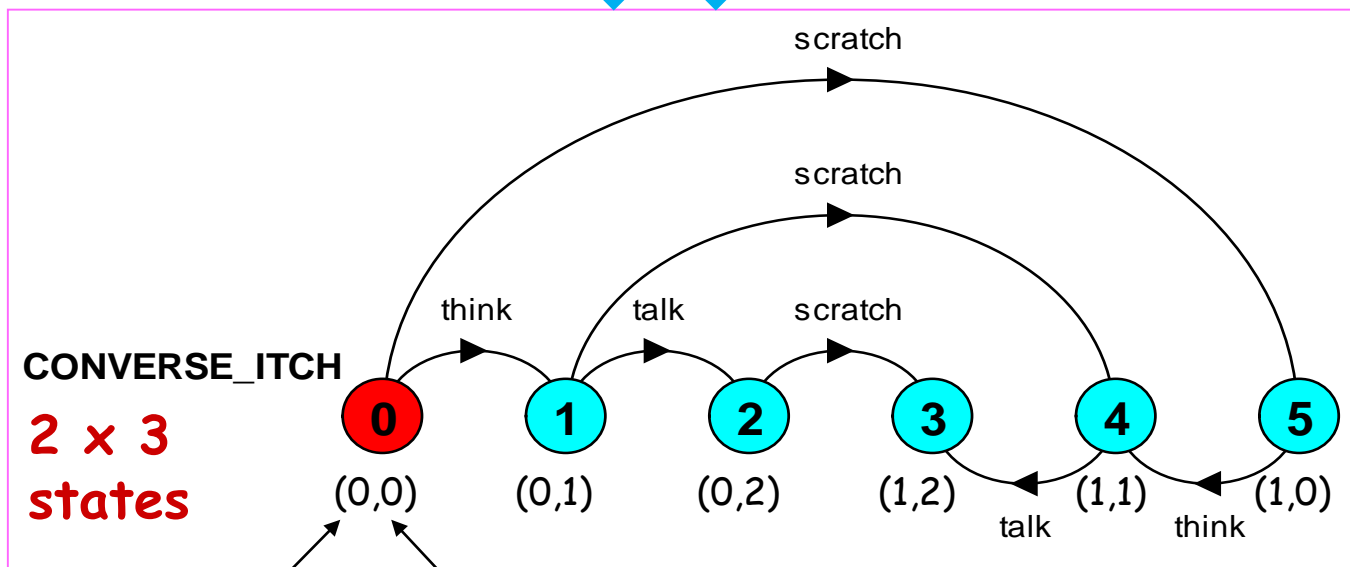 scratch
scratch
think talk scratch
CONVERSE_ITCH
0 1 2 3 4 5
2 x 3
states
(0,0) (0,1) (0,2) (1,2) (1,1) (1,0)
talk think